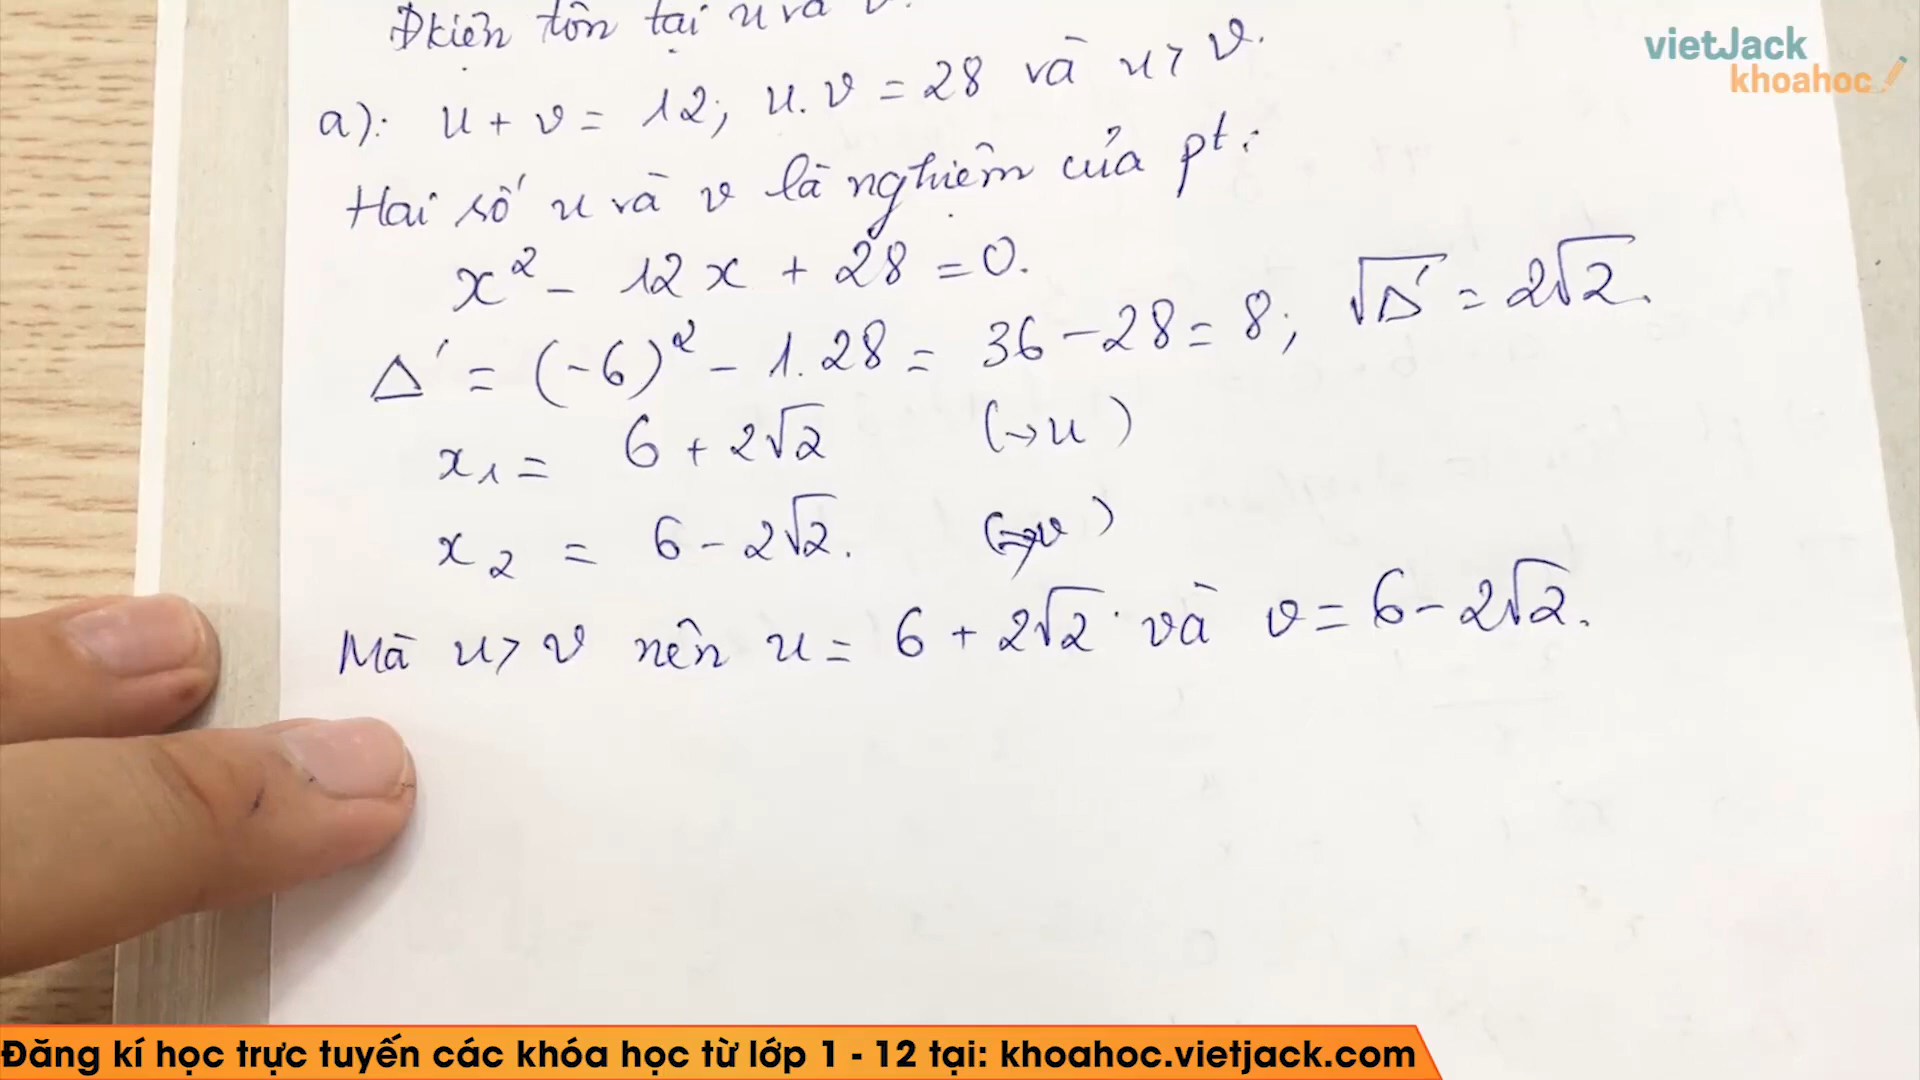 Đkiện tồn tại u và v.
vietJack
khoahoc
a): u + v = 12; u.v = 28 và u > v.
Hai số u và v là nghiệm của pt:
x² - 12x + 28 = 0.
Δ' = (-6)² - 1.28 = 36 - 28 = 8; √Δ' = 2√2.
x₁ = 6 + 2√2 (→u)
x₂ = 6 - 2√2. (→v)
Mà u > v nên u = 6 + 2√2 và v = 6 - 2√2.
Đăng kí học trực tuyến các khóa học từ lớp 1 - 12 tại: khoahoc.vietjack.com